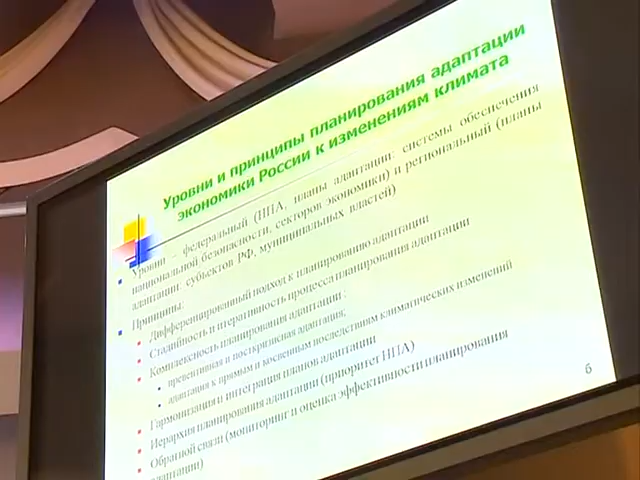 Уровни и принципы планирования адаптации
экономики России к изменениям климата
Уровни - федеральный (НПА, планы адаптации: системы обеспечения
национальной безопасности, секторов экономики) и региональный (планы
адаптации: субъектов РФ, муниципальных властей)
Принципы:
Дифференцированный подход к планированию адаптации
Стадийность и итеративность процесса планирования адаптации
Комплексность планирования адаптации :
превентивная и посткризисная адаптация;
адаптация к прямым и косвенным последствиям климатических изменений
Гармонизация и интеграция планов адаптации
Иерархия планирования адаптации (приоритет НПА)
Обратной связи (мониторинг и оценка эффективности планирования
адаптации)
6